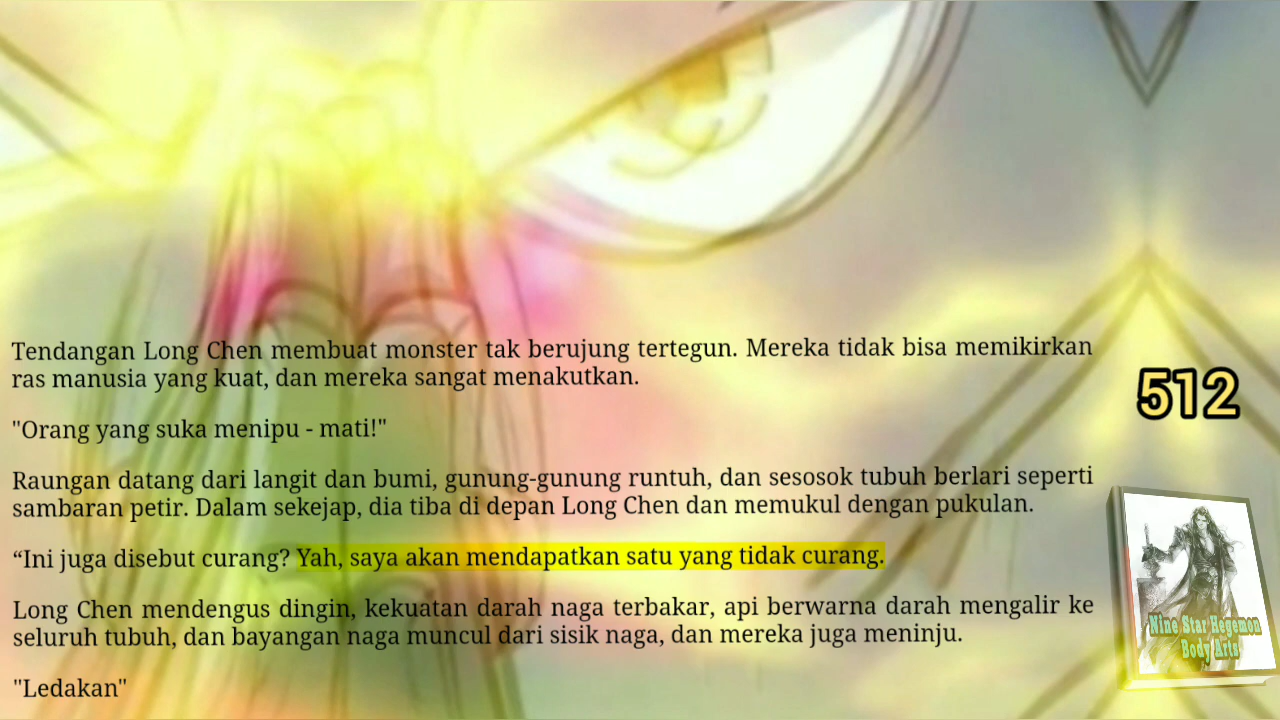 Tendangan Long Chen membuat monster tak berujung tertegun. Mereka tidak bisa memikirkan
ras manusia yang kuat, dan mereka sangat menakutkan.
"Orang yang suka menipu - mati!"
Raungan datang dari langit dan bumi, gunung-gunung runtuh, dan sesosok tubuh berlari seperti
sambaran petir. Dalam sekejap, dia tiba di depan Long Chen dan memukul dengan pukulan.
“Ini juga disebut curang? Yah, saya akan mendapatkan satu yang tidak curang.
Long Chen mendengus dingin, kekuatan darah naga terbakar, api berwarna darah mengalir ke
seluruh tubuh, dan bayangan naga muncul dari sisik naga, dan mereka juga meninju.
"Ledakan"
512
Nine Star Hegemon
Body Arts